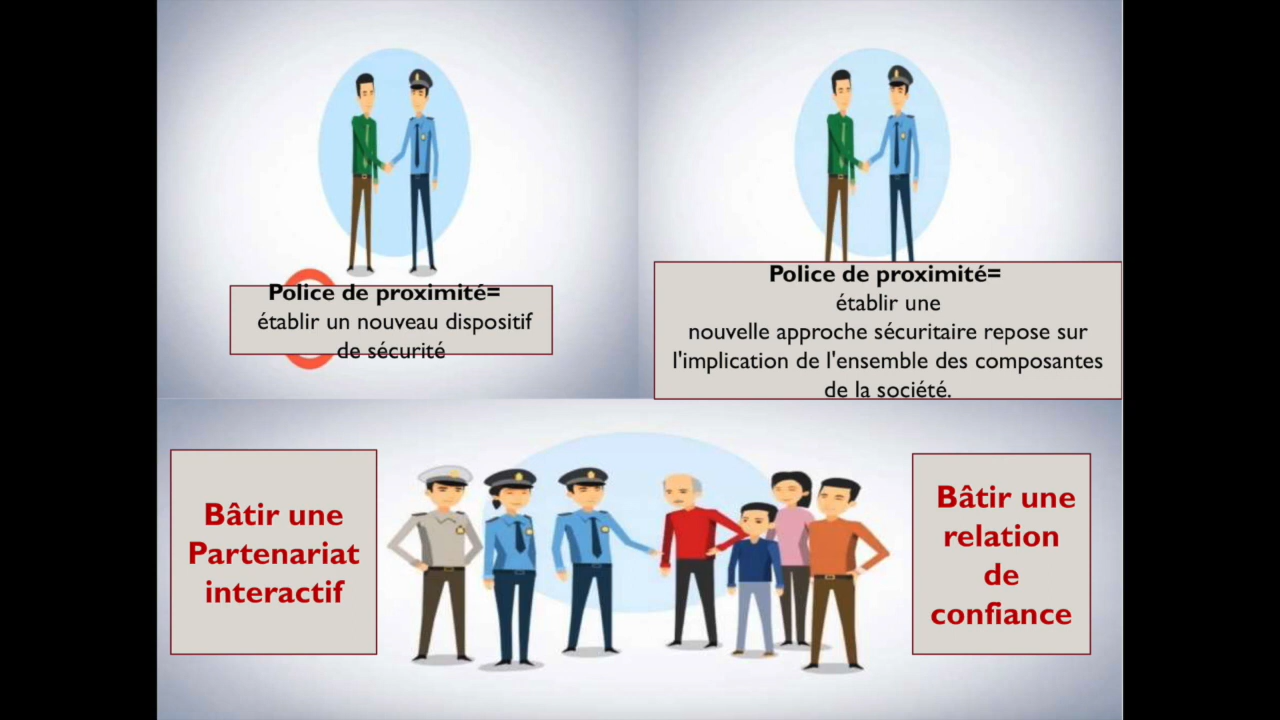 Police de proximité=
établir un nouveau dispositif
de sécurité
Police de proximité=
établir une
nouvelle approche sécuritaire repose sur
l'implication de l'ensemble des composantes
de la société.
Bâtir une
Partenariat
interactif
Bâtir une
relation
de
confiance